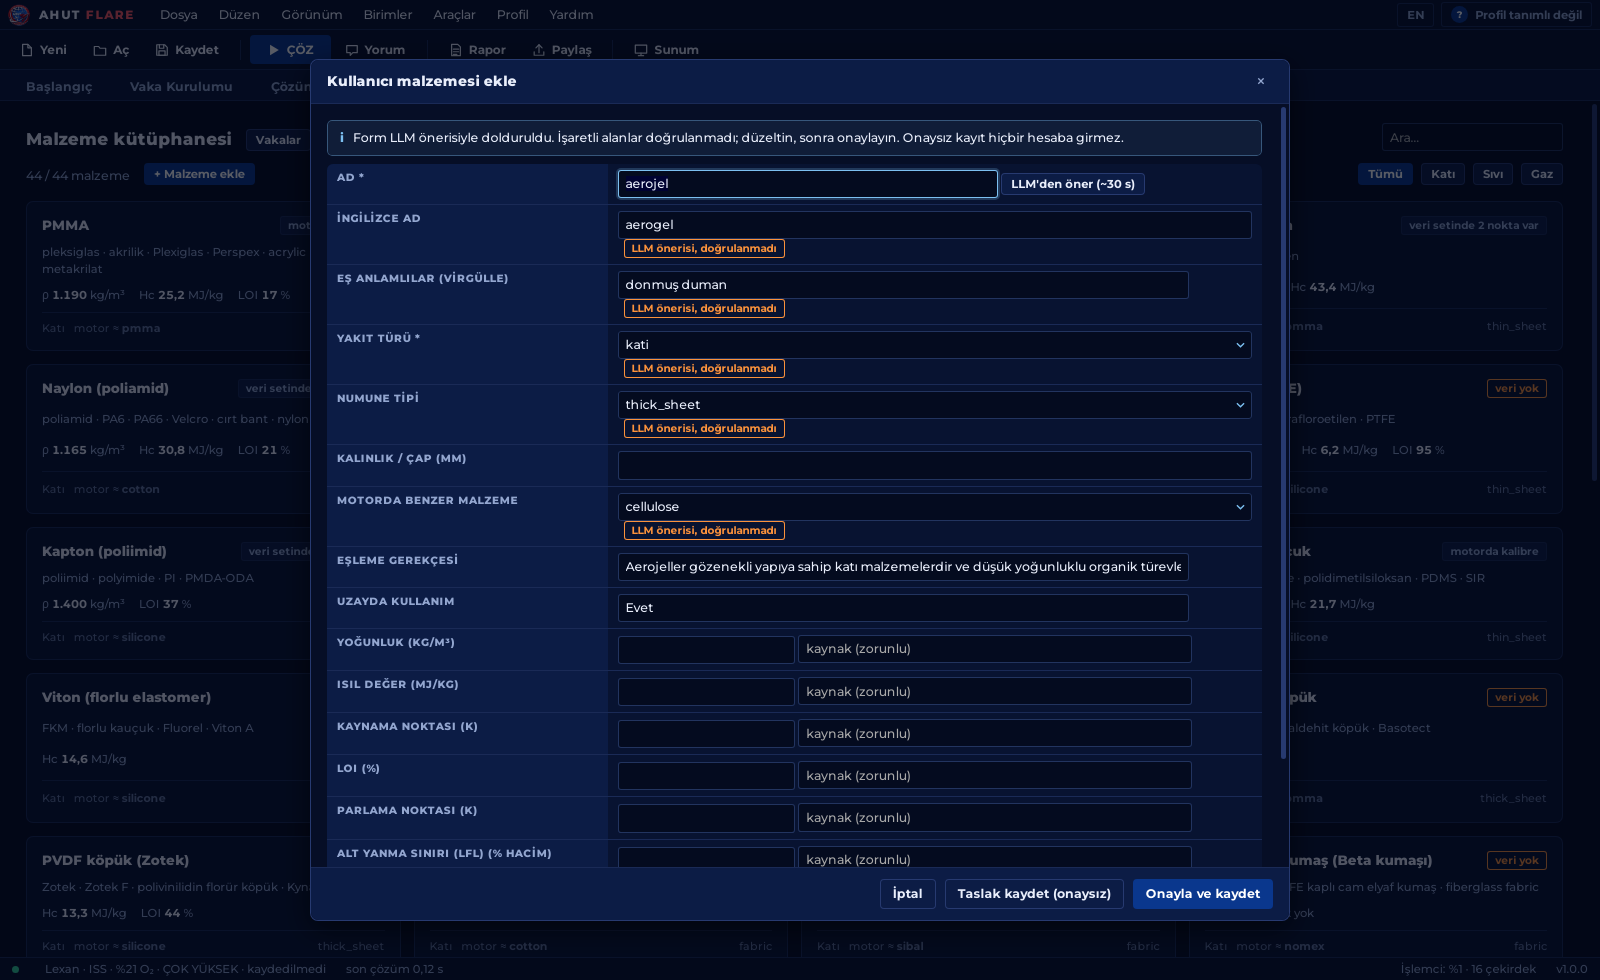 AHUT FLARE Dosya Düzen Görünüm Birimler Araçlar Profil Yardım EN ? Profil tanımlı değil
Yeni Aç Kaydet ÇÖZ Yorum Rapor Paylaş Sunum
Başlangıç Vaka Kurulumu
Malzeme kütüphanesi Vakalar Ara...
44 / 44 malzeme + Malzeme ekle Tümü Katı Sıvı Gaz
Kullanıcı malzemesi ekle ×
i Form LLM önerisiyle dolduruldu. İşaretli alanlar doğrulanmadı; düzeltin, sonra onaylayın. Onaysız kayıt hiçbir hesaba girmez.
AD * aerojel LLM'den öner (~30 s)
İNGİLİZCE AD aerogel
LLM önerisi, doğrulanmadı
EŞ ANLAMLILAR (VİRGÜLLE) donmuş duman
LLM önerisi, doğrulanmadı
YAKIT TÜRÜ * kati
LLM önerisi, doğrulanmadı
NUMUNE TİPİ thick_sheet
LLM önerisi, doğrulanmadı
KALINLIK / ÇAP (MM)
MOTORDA BENZER MALZEME cellulose
LLM önerisi, doğrulanmadı
EŞLEME GEREKÇESİ Aerojeller gözenekli yapıya sahip katı malzemelerdir ve düşük yoğunluklu organik
UZAYDA KULLANIM Evet
YOĞUNLUK (KG/M³) kaynak (zorunlu)
ISIL DEĞER (MJ/KG) kaynak (zorunlu)
KAYNAMA NOKTASI (K) kaynak (zorunlu)
LOI (%) kaynak (zorunlu)
PARLAMA NOKTASI (K) kaynak (zorunlu)
ALT YANMA SINIRI (LFL) (% HACİM) kaynak (zorunlu)
İptal Taslak kaydet (onaysız) Onayla ve kaydet
PMMA
pleksiglas · akrilik · Plexiglas · Perspex · acrylic
metakrilat
ρ 1.190 kg/m³ Hc 25,2 MJ/kg LOI 17 %
Katı motor ≈ pmma
veri setinde 2 nokta var
Hc 43,4 MJ/kg
thin_sheet
Naylon (poliamid) veri setinde
poliamid · PA6 · PA66 · Velcro · cırt bant · nylon
ρ 1.165 kg/m³ Hc 30,8 MJ/kg LOI 21 %
Katı motor ≈ cotton
veri yok
PTFE
Hc 6,2 MJ/kg LOI 95 %
thin_sheet
Kapton (poliimid) veri setinde
poliimid · polyimide · PI · PMDA-ODA
ρ 1.400 kg/m³ LOI 37 %
Katı motor ≈ silicone
motorda kalibre
polidimetilsiloksan · PDMS · SIR
Hc 21,7 MJ/kg
thin_sheet
Viton (florlu elastomer)
FKM · florlu kauçuk · Fluorel · Viton A
Hc 14,6 MJ/kg
Katı motor ≈ silicone
veri yok
köpük · Basotect
thick_sheet
PVDF köpük (Zotek)
Zotek · Zotek F · polivinilidin florür köpük
Hc 13,3 MJ/kg LOI 44 %
Katı motor ≈ silicone thick_sheet
Katı motor ≈ cotton fabric
Katı motor ≈ sibal fabric
(Beta kumaşı) veri yok
kaplı cam elyaf kumaş · fiberglass fabric
yok
Katı motor ≈ nomex fabric
Lexan · ISS · %21 O₂ · ÇOK YÜKSEK · kaydedilmedi son çözüm 0,12 s İşlemci: %1 · 16 çekirdek v1.0.0